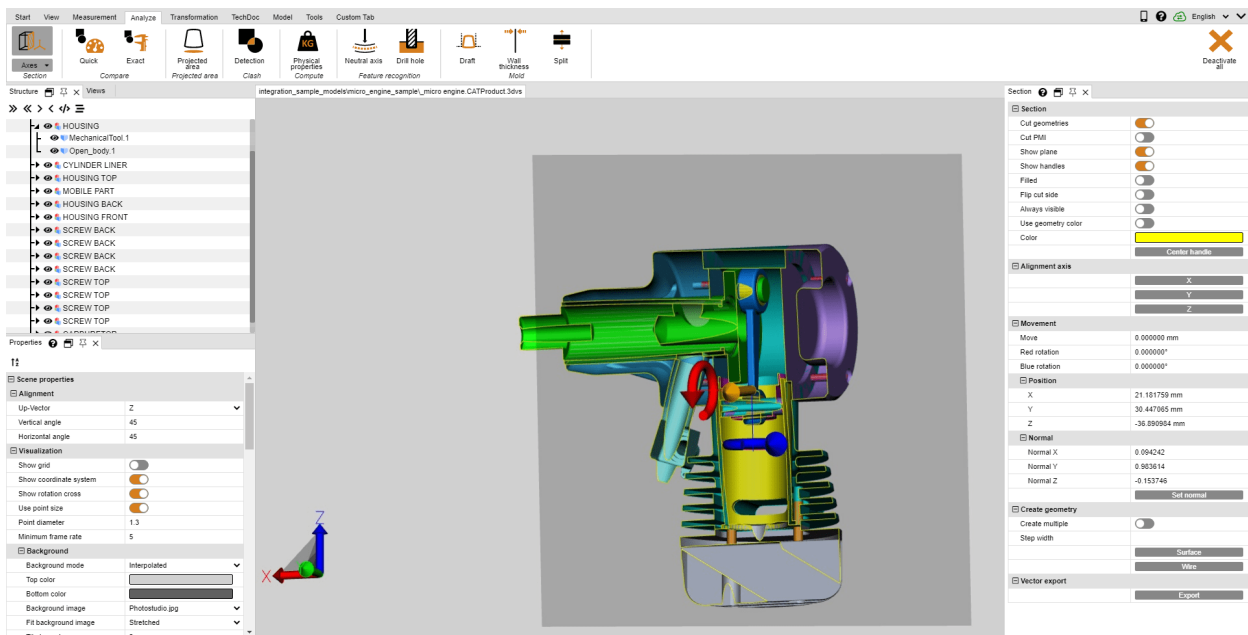 Start View Measurement Analyze Transformation TechDoc Model Tools Custom Tab English
Axes
Section
Quick Exact
Compare
Projected area
Projected area
Detection
Clash
KG
Physical properties
Compute
Neutral axis Drill hole
Feature recognition
Draft Wall thickness Split
Mold
Deactivate all
Structure Views
integration_sample_models\micro_engine_sample\_micro engine.CATProduct.3dvs
HOUSING
MechanicalTool.1
Open_body.1
CYLINDER LINER
HOUSING TOP
MOBILE PART
HOUSING BACK
HOUSING FRONT
SCREW BACK
SCREW BACK
SCREW BACK
SCREW BACK
SCREW TOP
SCREW TOP
SCREW TOP
SCREW TOP
Properties
Scene properties
Alignment
Up-Vector Z
Vertical angle 45
Horizontal angle 45
Visualization
Show grid
Show coordinate system
Show rotation cross
Use point size
Point diameter 1.3
Minimum frame rate 5
Background
Background mode Interpolated
Top color
Bottom color
Background image Photostudio.jpg
Fit background image Stretched
Z
X
Section
Section
Cut geometries
Cut PMI
Show plane
Show handles
Filled
Flip cut side
Always visible
Use geometry color
Color
Center handle
Alignment axis
X
Y
Z
Movement
Move 0.000000 mm
Red rotation 0.000000°
Blue rotation 0.000000°
Position
X 21.181759 mm
Y 30.447065 mm
Z -36.890984 mm
Normal
Normal X 0.094242
Normal Y 0.983614
Normal Z -0.153746
Set normal
Create geometry
Create multiple
Step width
Surface
Wire
Vector export
Export